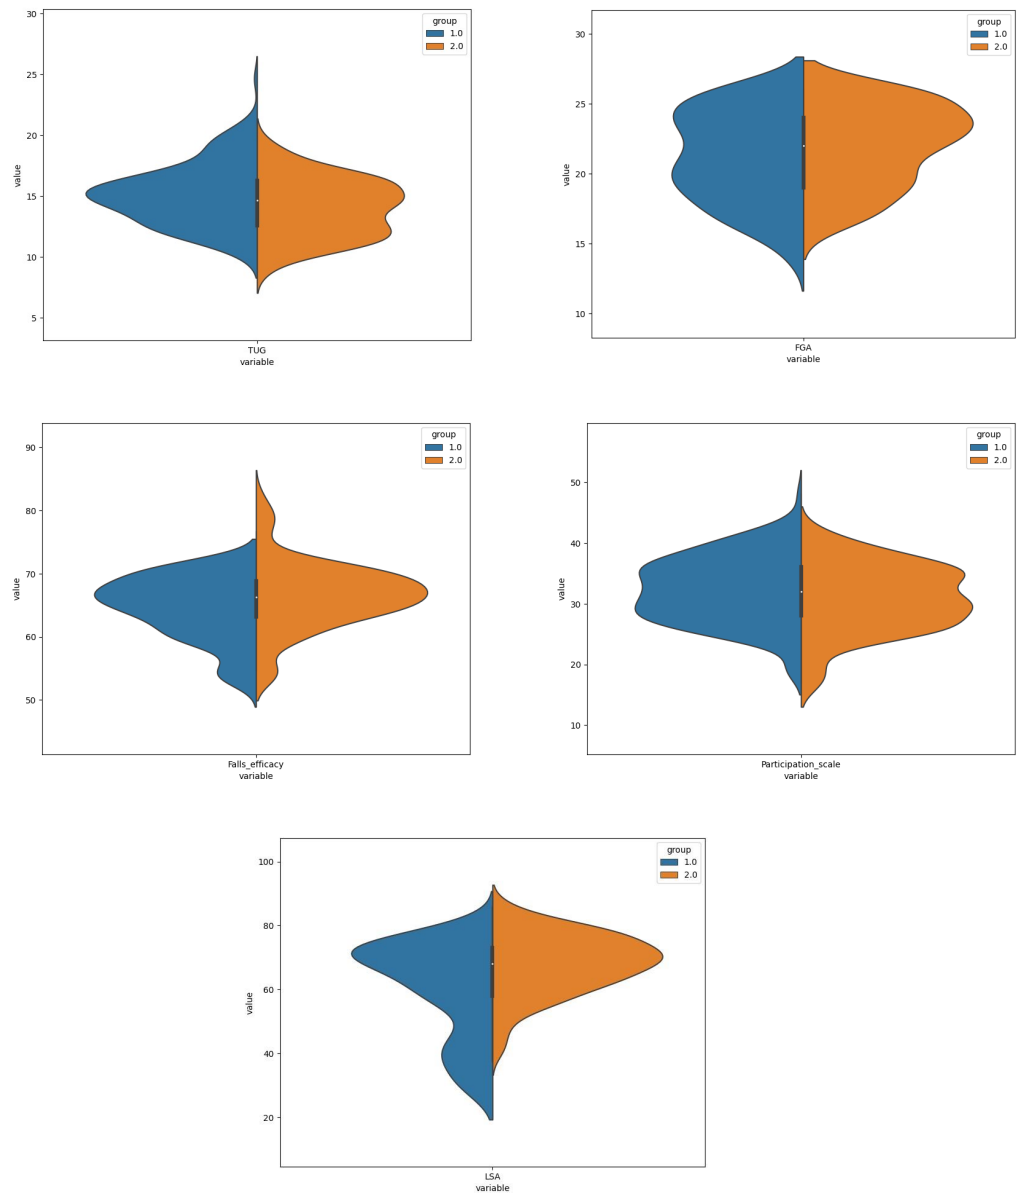 30
25
20
15
10
5
value
group
1.0
2.0
TUG
variable
30
25
20
15
10
value
group
1.0
2.0
FGA
variable
90
80
70
60
50
value
group
1.0
2.0
Falls_efficacy
variable
50
40
30
20
10
value
group
1.0
2.0
Participation_scale
variable
100
80
60
40
20
value
group
1.0
2.0
LSA
variable